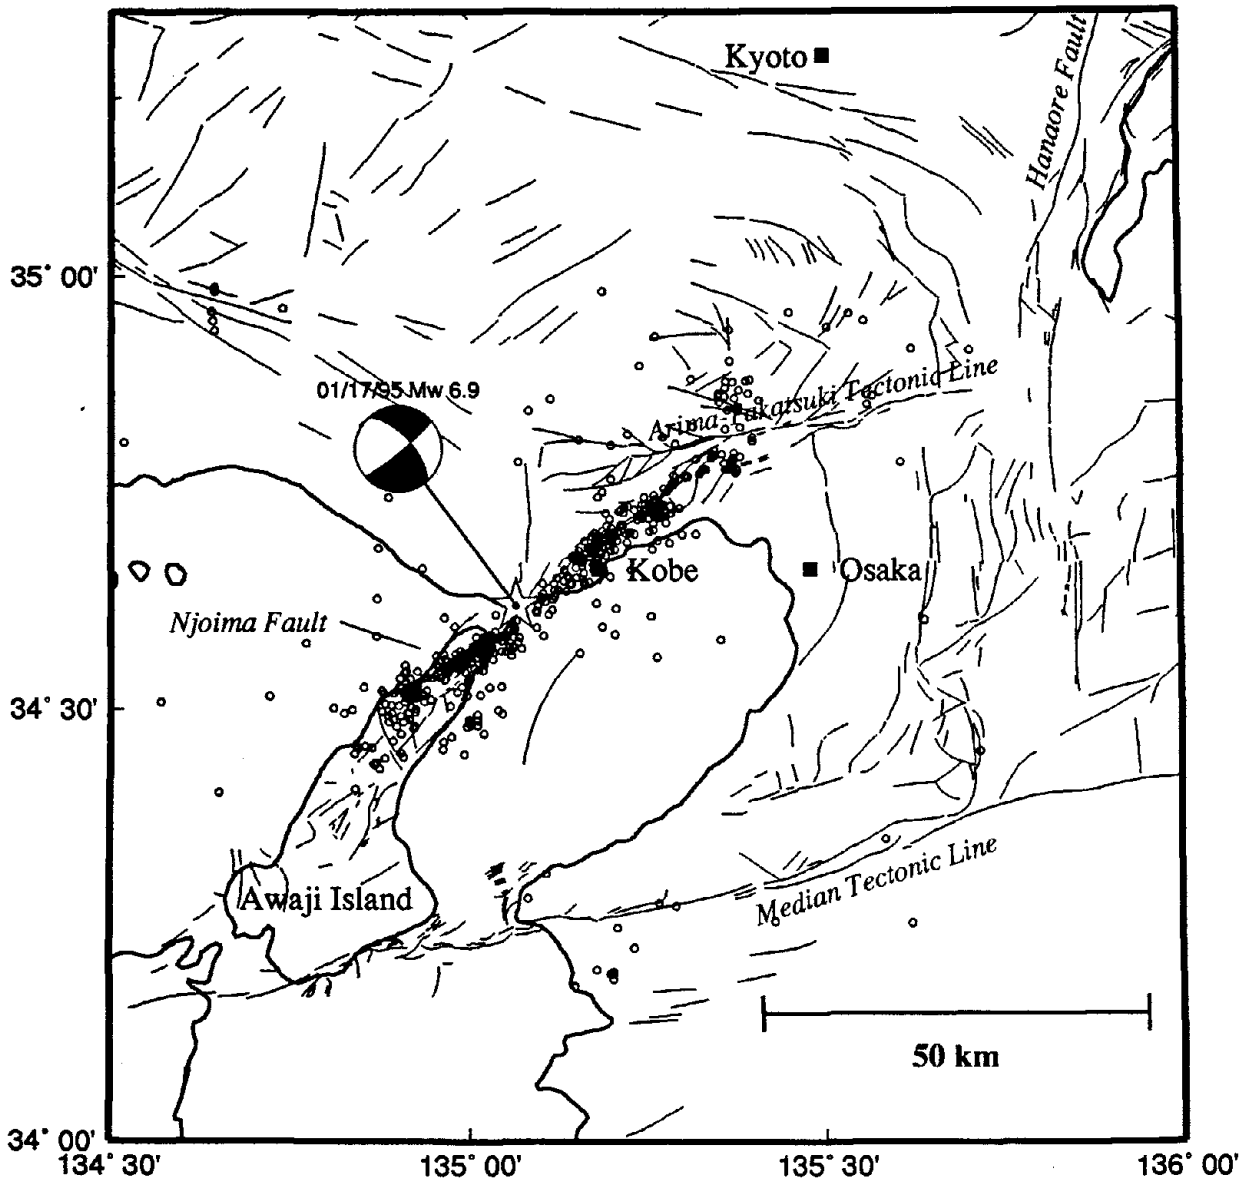 Kyoto
Hanaore Fault
35° 00'
01/17/95 Mw 6.9
Arima-Takatsuki Tectonic Line
Kobe
Osaka
Njoima Fault
34° 30'
Awaji Island
Median Tectonic Line
50 km
34° 00'
134° 30'
135° 00'
135° 30'
136° 00'